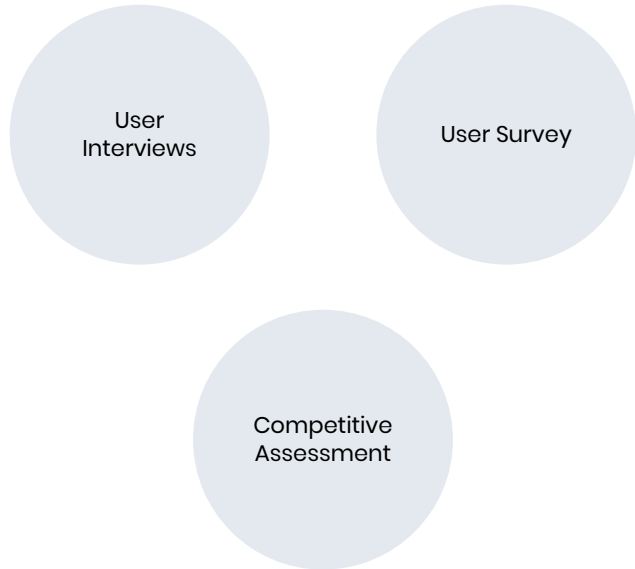 User
Interviews
User Survey
Competitive
Assessment